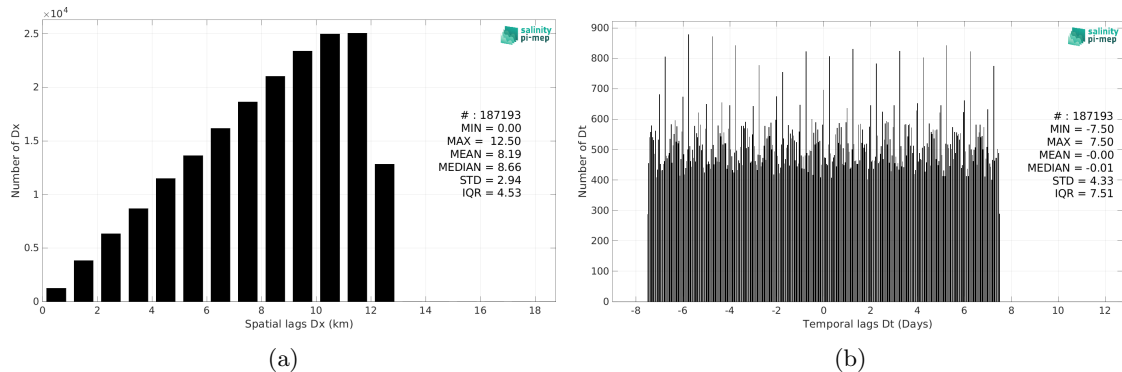 ×10⁴
2.5
2
1.5
1
0.5
0
Number of Dx
0 2 4 6 8 10 12 14 16 18
Spatial lags Dx (km)
salinity
pi-mep
# : 187193
MIN = 0.00
MAX = 12.50
MEAN = 8.19
MEDIAN = 8.66
STD = 2.94
IQR = 4.53
(a)
900
800
700
600
500
400
300
200
100
0
Number of Dt
-8 -6 -4 -2 0 2 4 6 8 10 12
Temporal lags Dt (Days)
salinity
pi-mep
# : 187193
MIN = -7.50
MAX = 7.50
MEAN = -0.00
MEDIAN = -0.01
STD = 4.33
IQR = 7.51
(b)